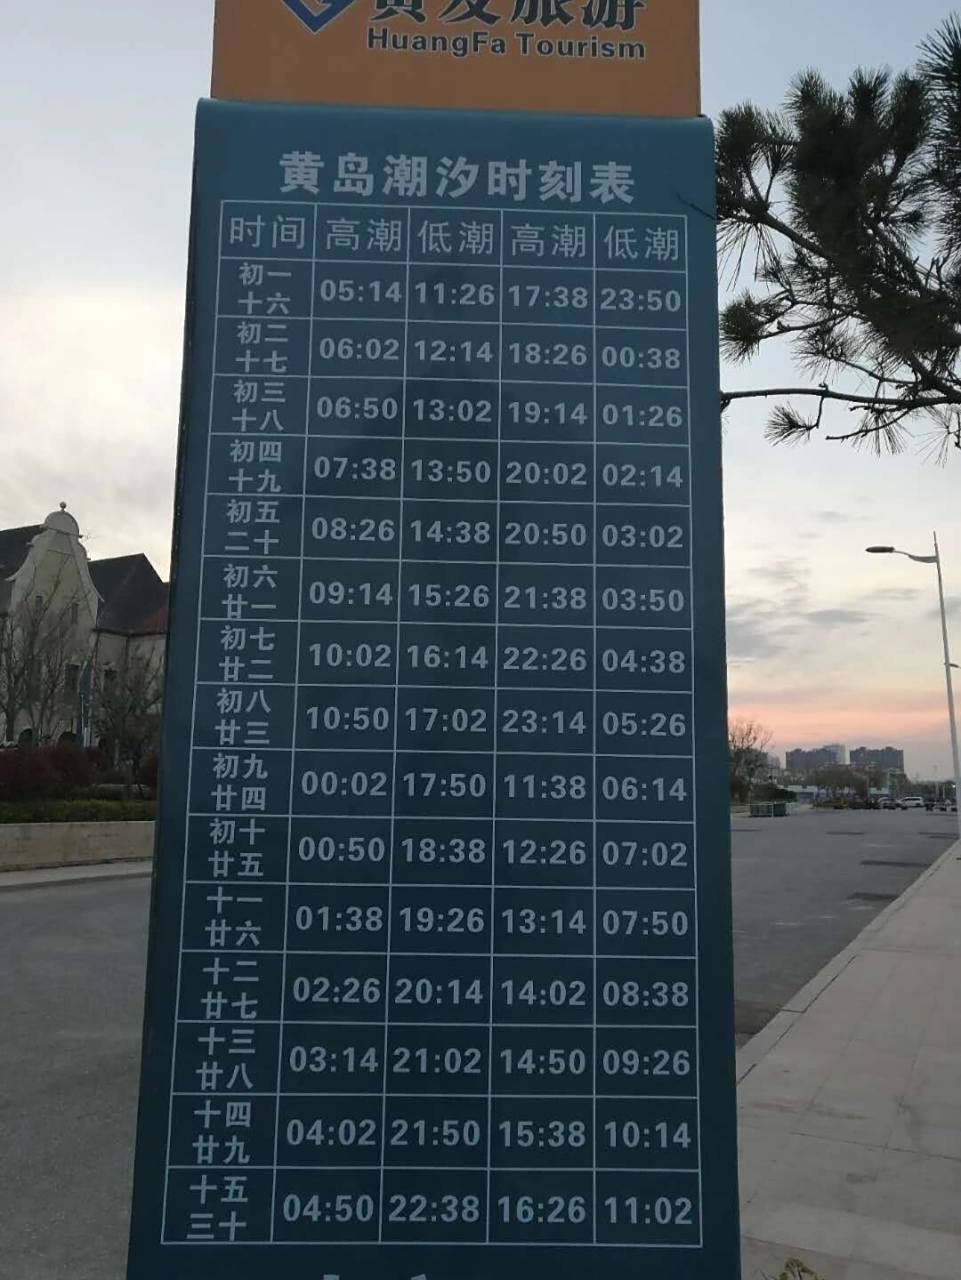 黄发旅游
HuangFa Tourism
黄岛潮汐时刻表
时间 高潮 低潮 高潮 低潮
初一 十六 05:14 11:26 17:38 23:50
初二 十七 06:02 12:14 18:26 00:38
初三 十八 06:50 13:02 19:14 01:26
初四 十九 07:38 13:50 20:02 02:14
初五 二十 08:26 14:38 20:50 03:02
初六 廿一 09:14 15:26 21:38 03:50
初七 廿二 10:02 16:14 22:26 04:38
初八 廿三 10:50 17:02 23:14 05:26
初九 廿四 00:02 17:50 11:38 06:14
初十 廿五 00:50 18:38 12:26 07:02
十一 廿六 01:38 19:26 13:14 07:50
十二 廿七 02:26 20:14 14:02 08:38
十三 廿八 03:14 21:02 14:50 09:26
十四 廿九 04:02 21:50 15:38 10:14
十五 三十 04:50 22:38 16:26 11:02